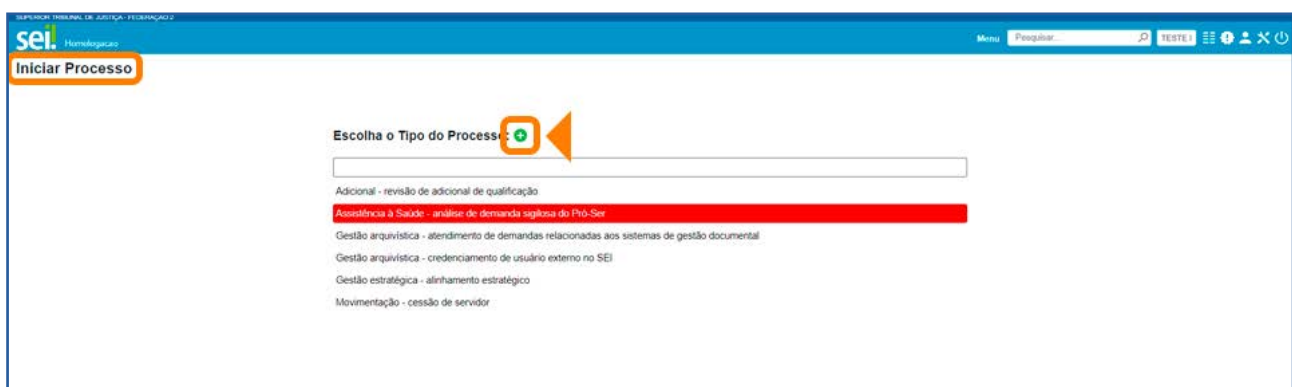 SUPERIOR TRIBUNAL DE JUSTIÇA - FEDERAÇÃO 2
sei! Homologacao
Menu Pesquisar... TESTE I
Iniciar Processo
Escolha o Tipo do Processo:
Adicional - revisão de adicional de qualificação
Assistência à Saúde - análise de demanda sigilosa do Pró-Ser
Gestão arquivística - atendimento de demandas relacionadas aos sistemas de gestão documental
Gestão arquivística - credenciamento de usuário externo no SEI
Gestão estratégica - alinhamento estratégico
Movimentação - cessão de servidor